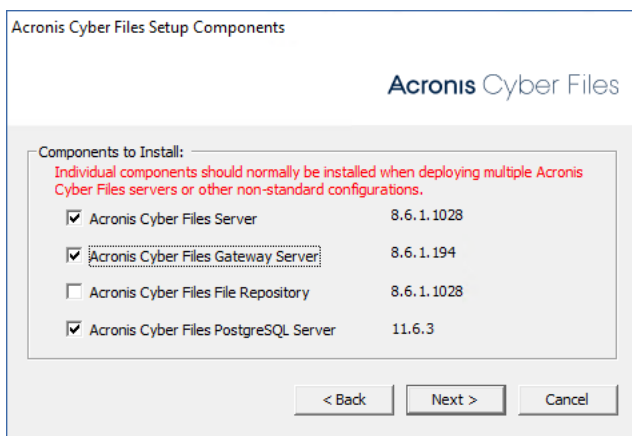 Acronis Cyber Files Setup Components
Acronis Cyber Files
Components to Install:
Individual components should normally be installed when deploying multiple Acronis
Cyber Files servers or other non-standard configurations.
Acronis Cyber Files Server 8.6.1.1028
Acronis Cyber Files Gateway Server 8.6.1.194
Acronis Cyber Files File Repository 8.6.1.1028
Acronis Cyber Files PostgreSQL Server 11.6.3
< Back Next > Cancel